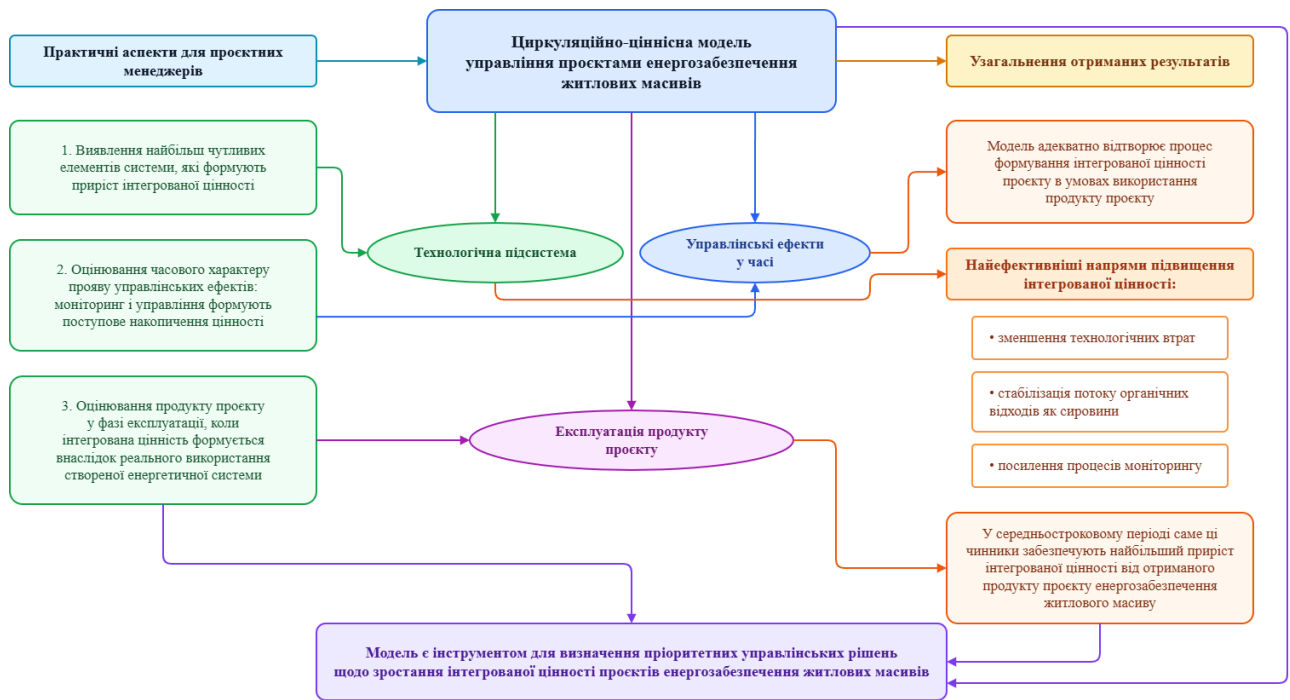 Практичні аспекти для проєктних
менеджерів
Циркуляційно-ціннісна модель
управління проєктами енергозабезпечення
житлових масивів
Узагальнення отриманих результатів
1. Виявлення найбільш чутливих
елементів системи, які формують
приріст інтегрованої цінності
2. Оцінювання часового характеру
прояву управлінських ефектів:
моніторинг і управління формують
поступове накопичення цінності
3. Оцінювання продукту проєкту
у фазі експлуатації, коли
інтегрована цінність формується
внаслідок реального використання
створеної енергетичної системи
Технологічна підсистема
Управлінські ефекти
у часі
Експлуатація продукту
проєкту
Модель адекватно відтворює процес
формування інтегрованої цінності
проєкту в умовах використання
продукту проєкту
Найефективніші напрями підвищення
інтегрованої цінності:
• зменшення технологічних втрат
• стабілізація потоку органічних
відходів як сировини
• посилення процесів моніторингу
У середньостроковому періоді саме ці
чинники забезпечують найбільший приріст
інтегрованої цінності від отриманого
продукту проєкту енергозабезпечення
житлового масиву
Модель є інструментом для визначення пріоритетних управлінських рішень
щодо зростання інтегрованої цінності проєктів енергозабезпечення житлових масивів